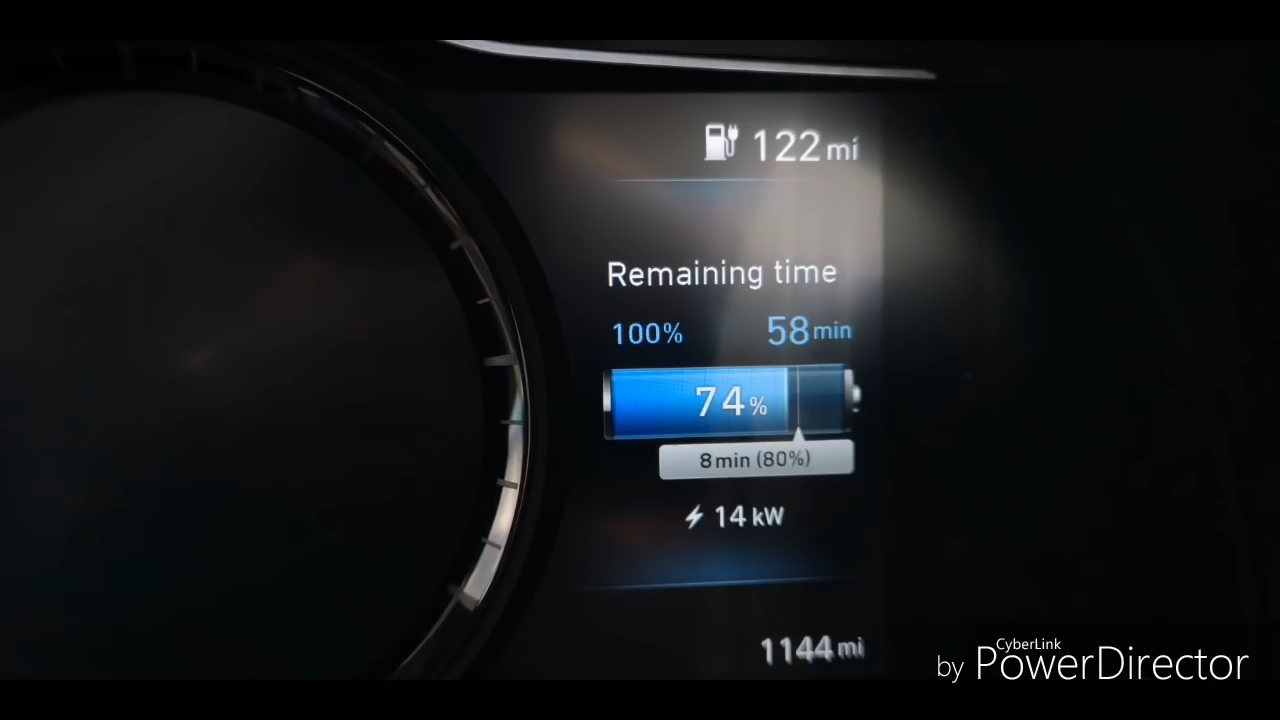 122 mi
Remaining time
100% 58 min
74%
8 min (80%)
14 kW
1144 mi
by CyberLink PowerDirector